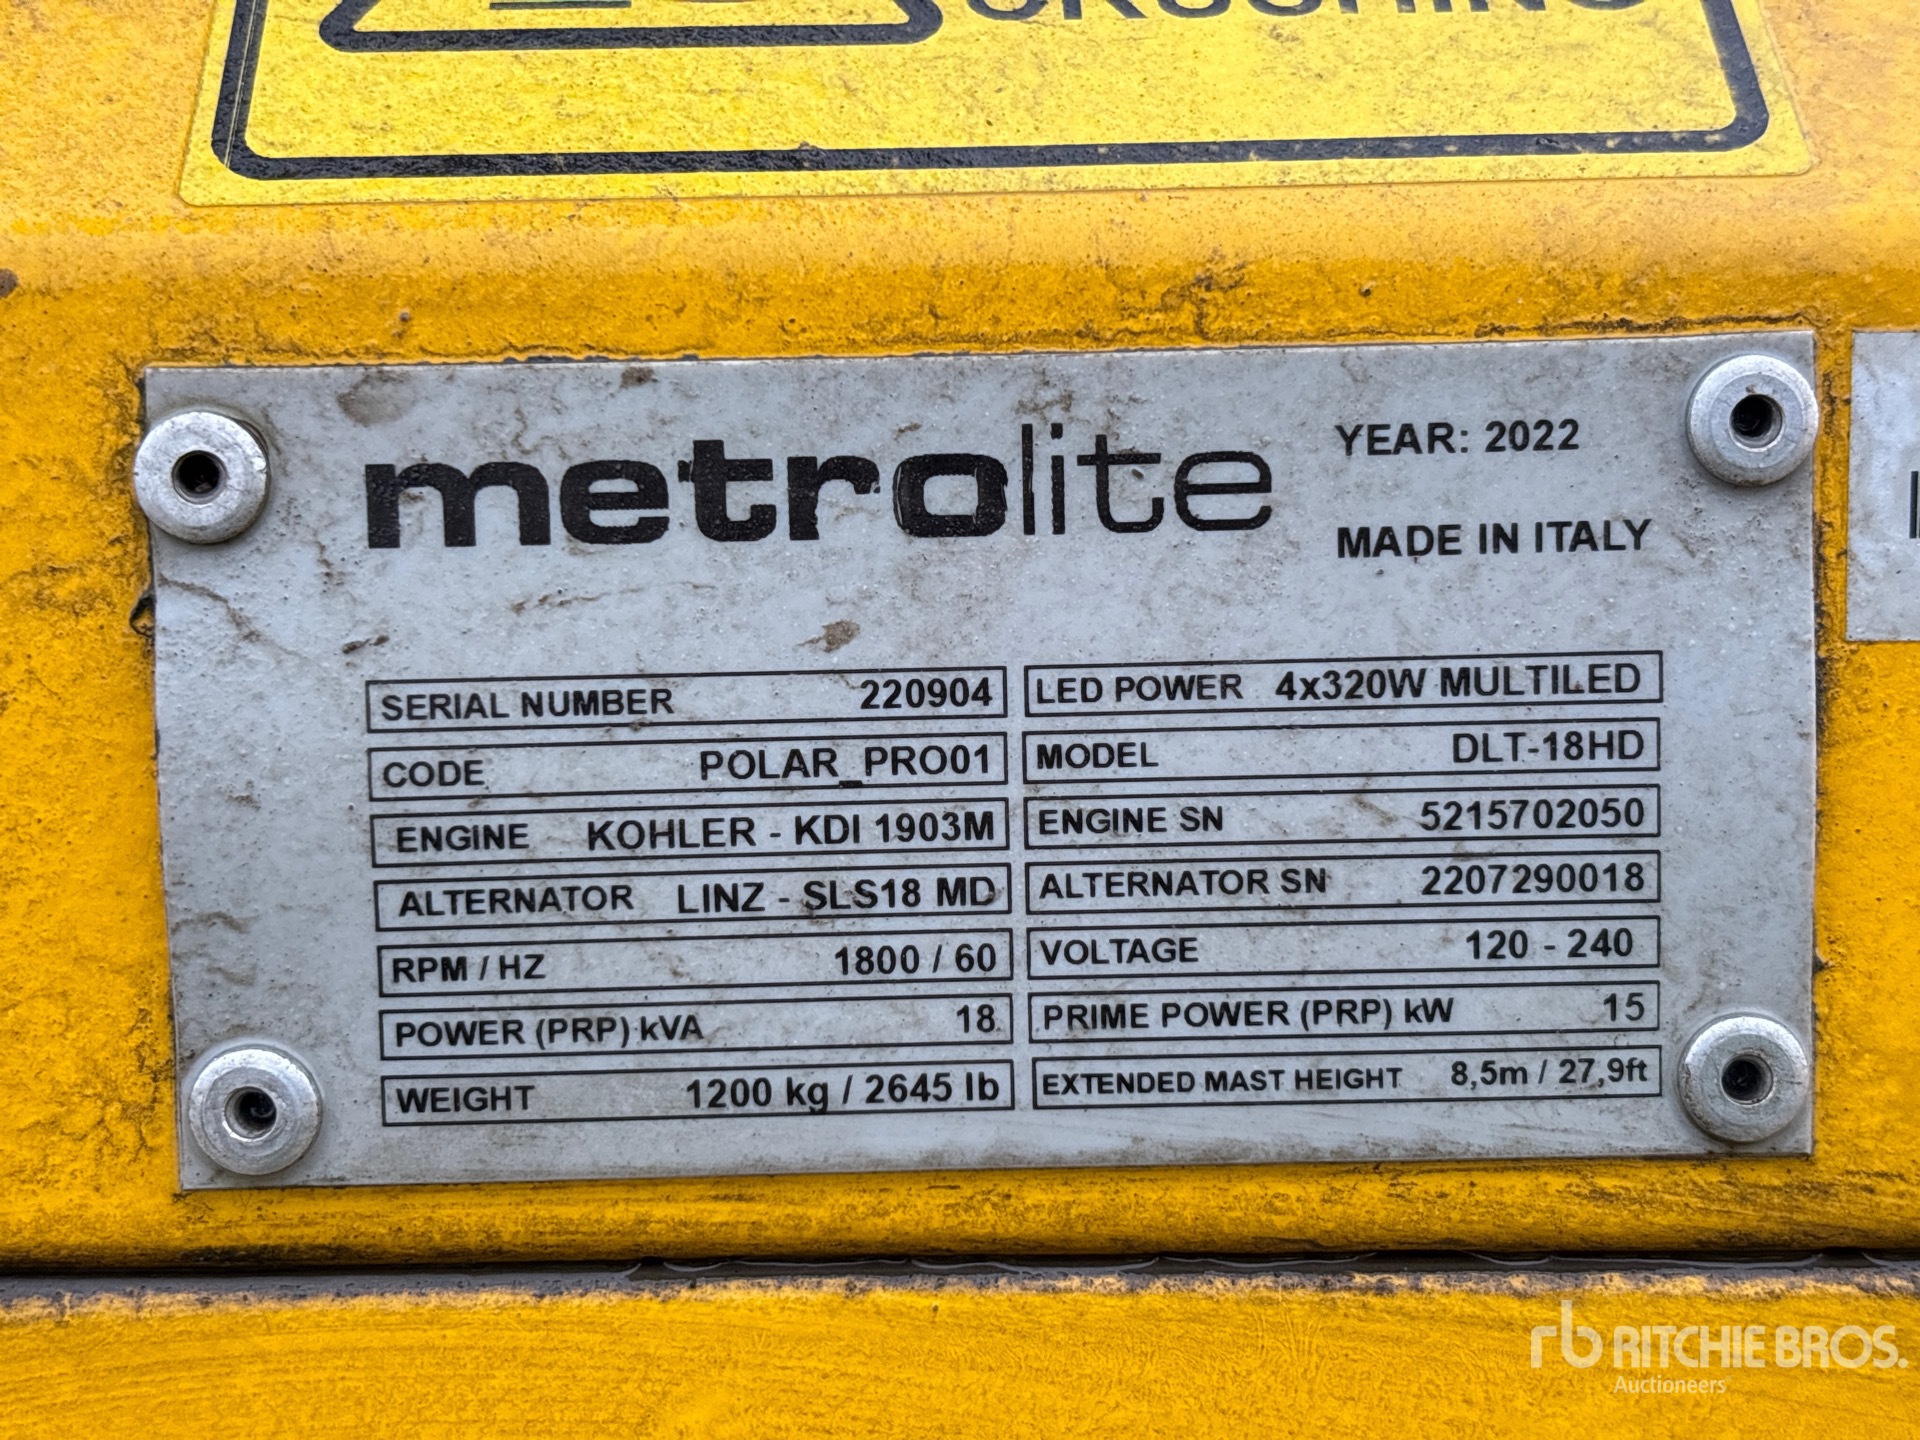 CRUSHING
metrolite
YEAR: 2022
MADE IN ITALY
SERIAL NUMBER 220904
LED POWER 4x320W MULTILED
CODE POLAR_PRO01
MODEL DLT-18HD
ENGINE KOHLER - KDI 1903M
ENGINE SN 5215702050
ALTERNATOR LINZ - SLS18 MD
ALTERNATOR SN 2207290018
RPM / HZ 1800 / 60
VOLTAGE 120 - 240
POWER (PRP) kVA 18
PRIME POWER (PRP) kW 15
WEIGHT 1200 kg / 2645 lb
EXTENDED MAST HEIGHT 8,5m / 27,9ft
rb RITCHIE BROS.
Auctioneers